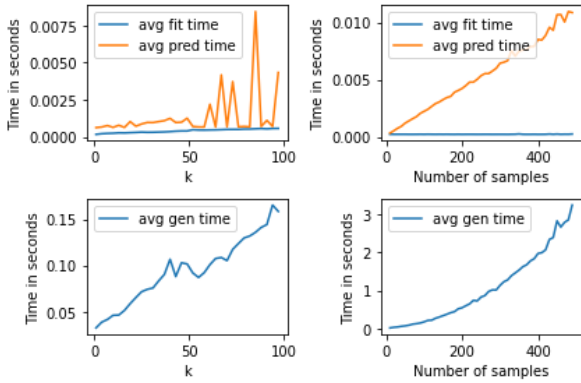 Time in seconds
0.0075
0.0050
0.0025
0.0000
avg fit time
avg pred time
0
50
100
k
Time in seconds
0.010
0.005
0.000
avg fit time
avg pred time
0
200
400
Number of samples
Time in seconds
0.15
0.10
0.05
avg gen time
0
50
100
k
Time in seconds
3
2
1
0
avg gen time
0
200
400
Number of samples